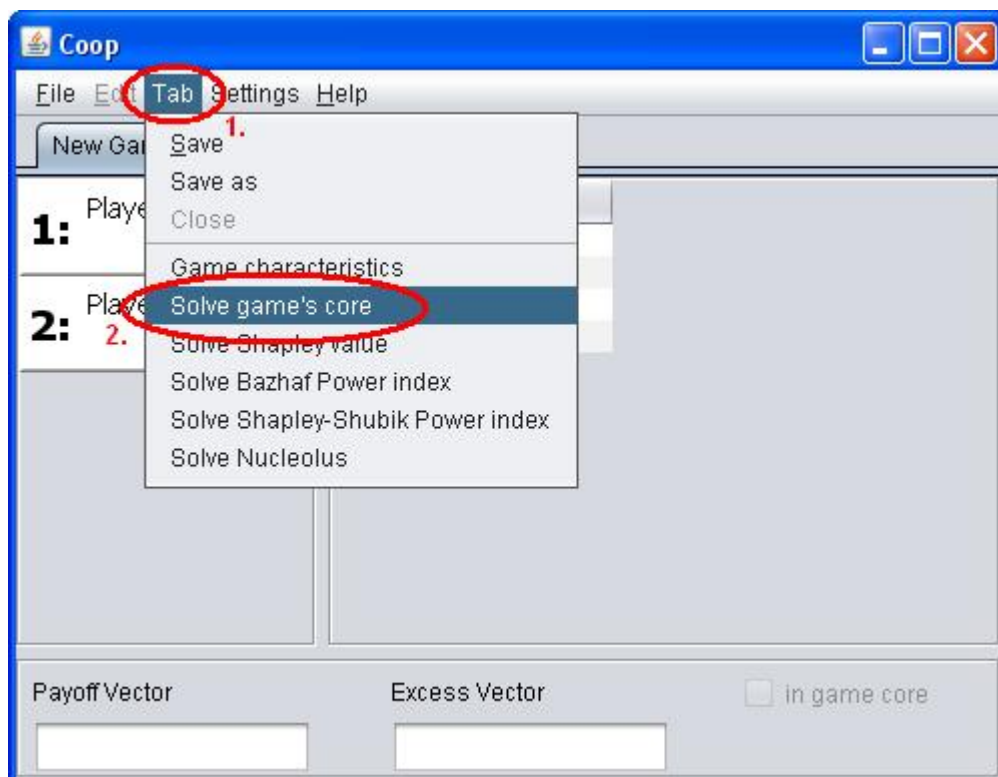 Coop
File Edit Tab Settings Help
1.
New Gam
Save
Save as
Close
1: Playe
Game characteristics
Solve game's core
2: Playe
2.
Solve Shapley value
Solve Bazhaf Power index
Solve Shapley-Shubik Power index
Solve Nucleolus
Payoff Vector Excess Vector in game core